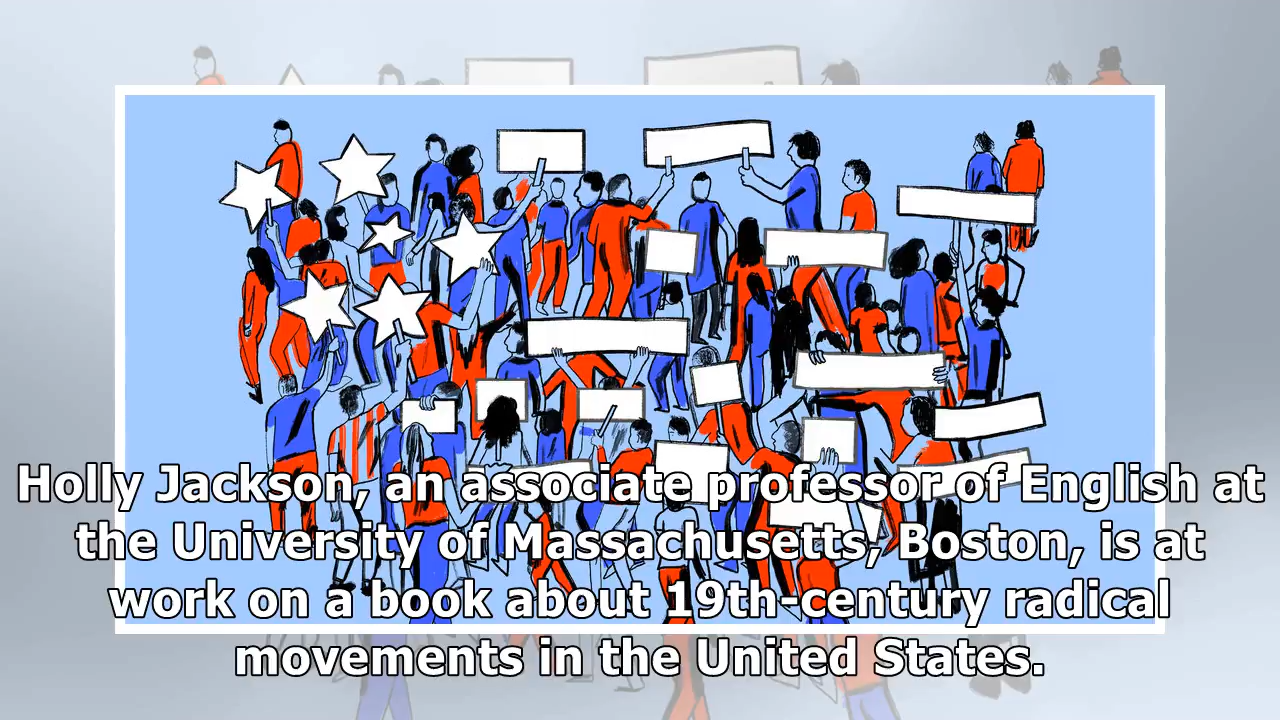 Holly Jackson, an associate professor of English at
the University of Massachusetts, Boston, is at
work on a book about 19th-century radical
movements in the United States.